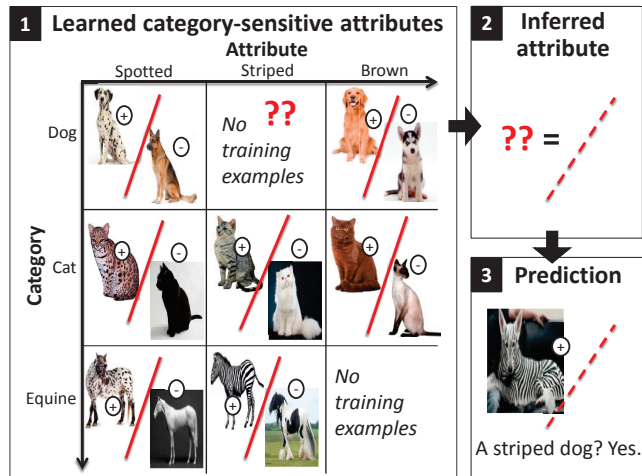 1 Learned category-sensitive attributes
Attribute
Spotted Striped Brown
Category
Dog
+ -
??
No
training
examples
+ -
Cat
+ -
+ -
+ -
Equine
+ -
+ -
No
training
examples
2 Inferred
attribute
?? =
3 Prediction
+
A striped dog? Yes.